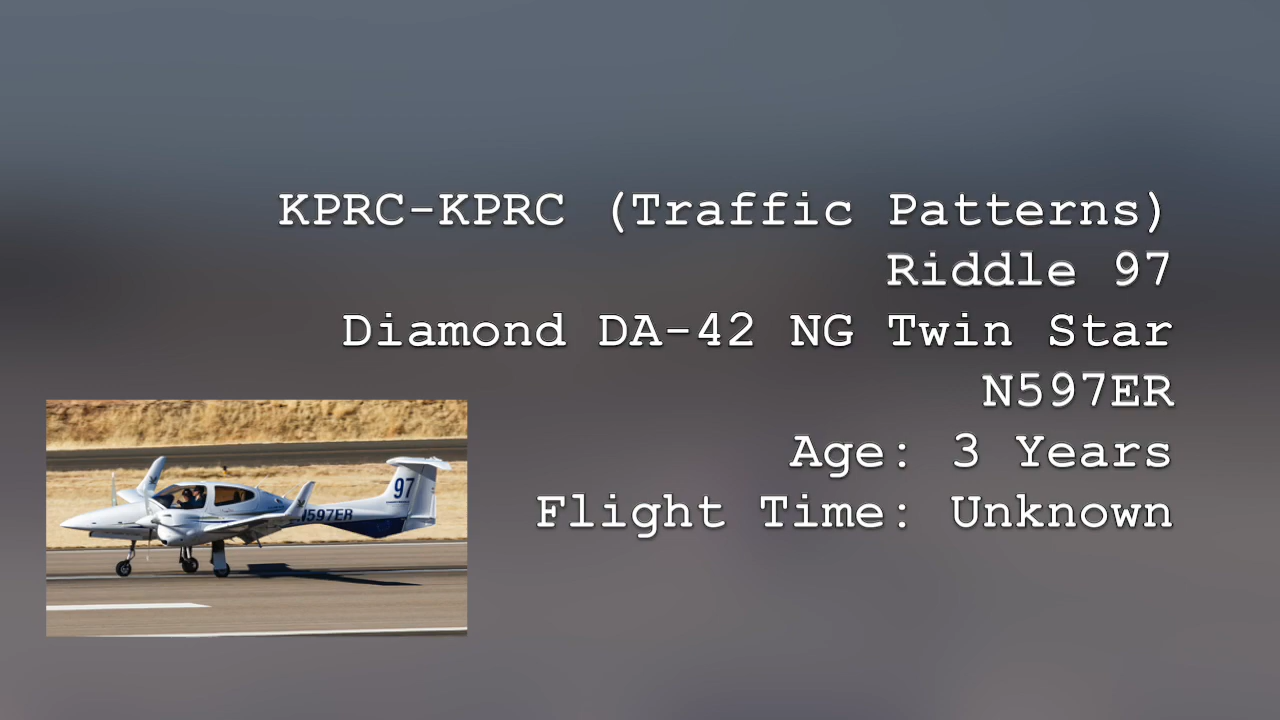 KPRC-KPRC (Traffic Patterns)
Riddle 97
Diamond DA-42 NG Twin Star
N597ER
Age: 3 Years
Flight Time: Unknown
97
N597ER